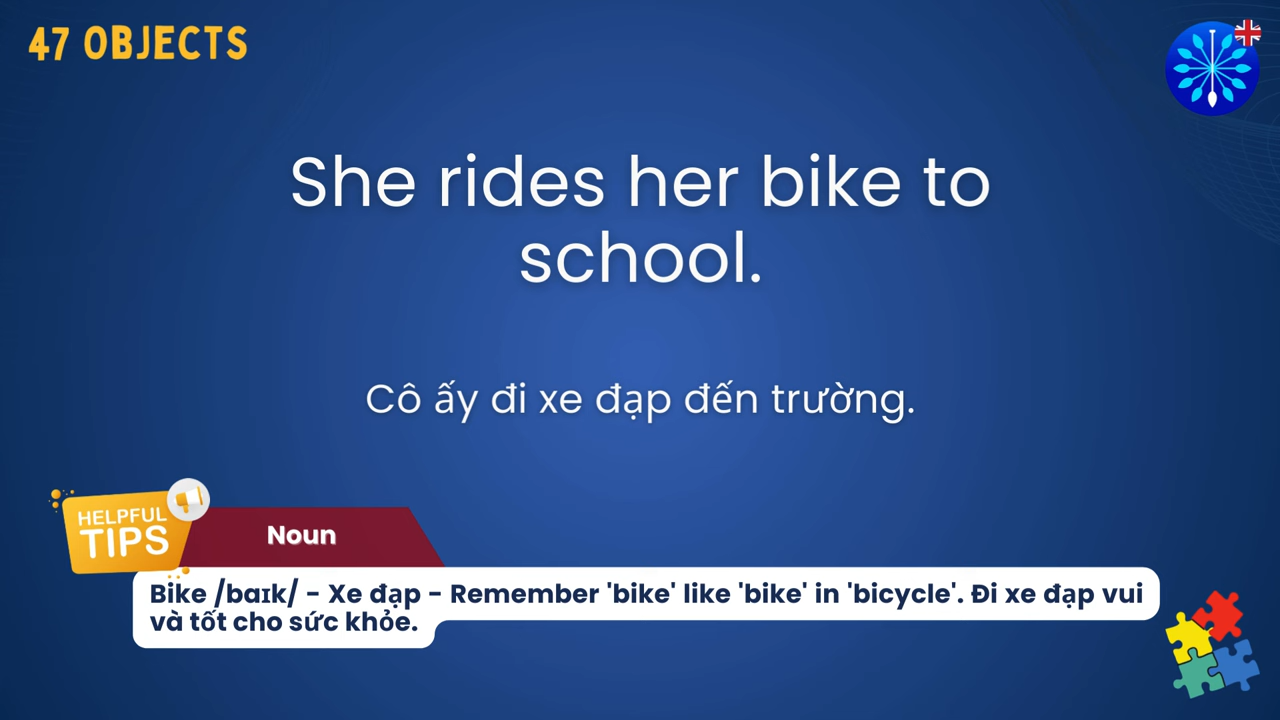 47 OBJECTS
She rides her bike to
school.
Cô ấy đi xe đạp đến trường.
HELPFUL
TIPS
Noun
Bike /baɪk/ - Xe đạp - Remember 'bike' like 'bike' in 'bicycle'. Đi xe đạp vui
và tốt cho sức khỏe.